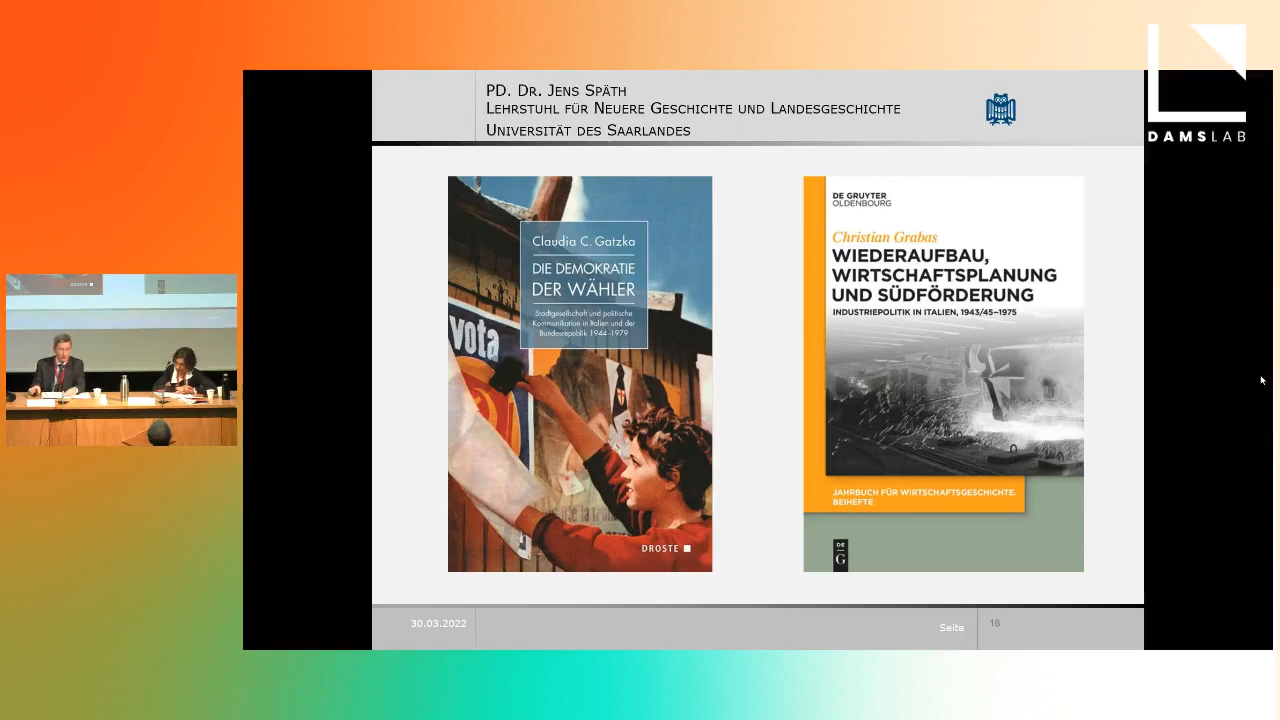 DAMSLAB
PD. DR. JENS SPÄTH
LEHRSTUHL FÜR NEUERE GESCHICHTE UND LANDESGESCHICHTE
UNIVERSITÄT DES SAARLANDES
Claudia C. Gatzka
DIE DEMOKRATIE
DER WÄHLER
Stadtgesellschaft und politische
Kommunikation in Italien und der
Bundesrepublik 1944-1979
vota
DROSTE
DE GRUYTER
OLDENBOURG
Christian Grabas
WIEDERAUFBAU,
WIRTSCHAFTSPLANUNG
UND SÜDFÖRDERUNG
INDUSTRIEPOLITIK IN ITALIEN, 1943/45–1975
JAHRBUCH FÜR WIRTSCHAFTSGESCHICHTE.
BEIHEFTE
DE
G
30.03.2022
Seite
18